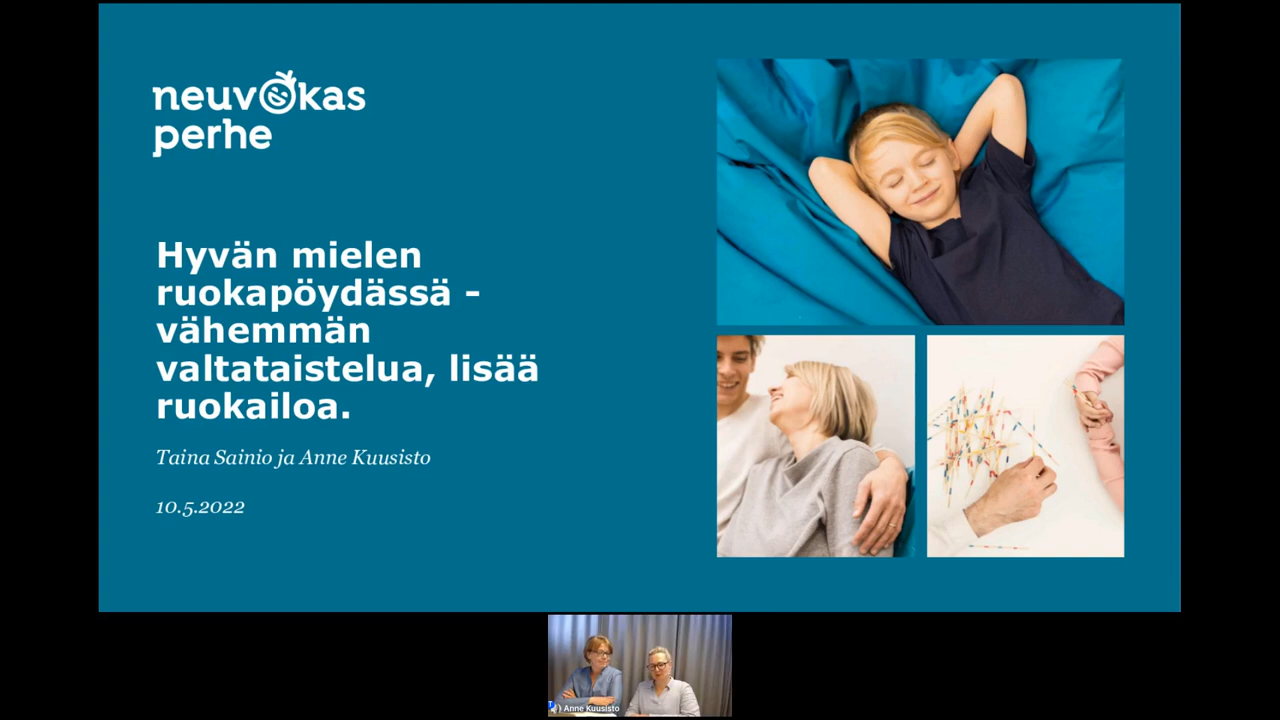 neuvokas
perhe
Hyvän mielen
ruokapöydässä -
vähemmän
valtataistelua, lisää
ruokailoa.
Taina Sainio ja Anne Kuusisto
10.5.2022
Anne Kuusisto